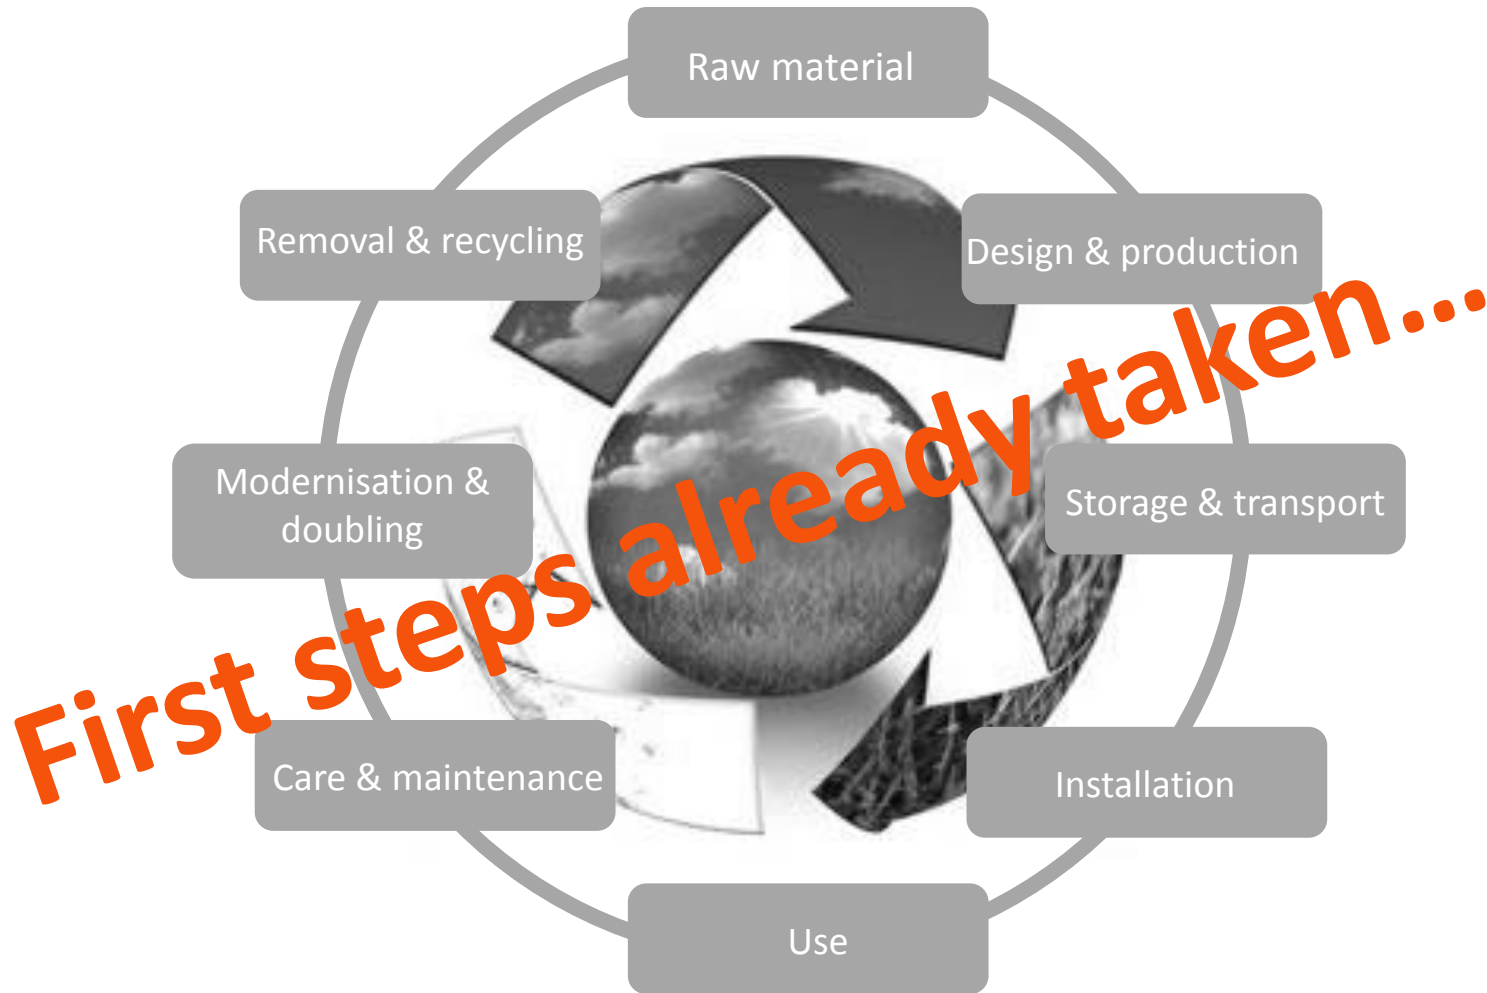 Raw material
Design & production
Storage & transport
Installation
Use
Care & maintenance
Modernisation &
doubling
Removal & recycling
First steps already taken...